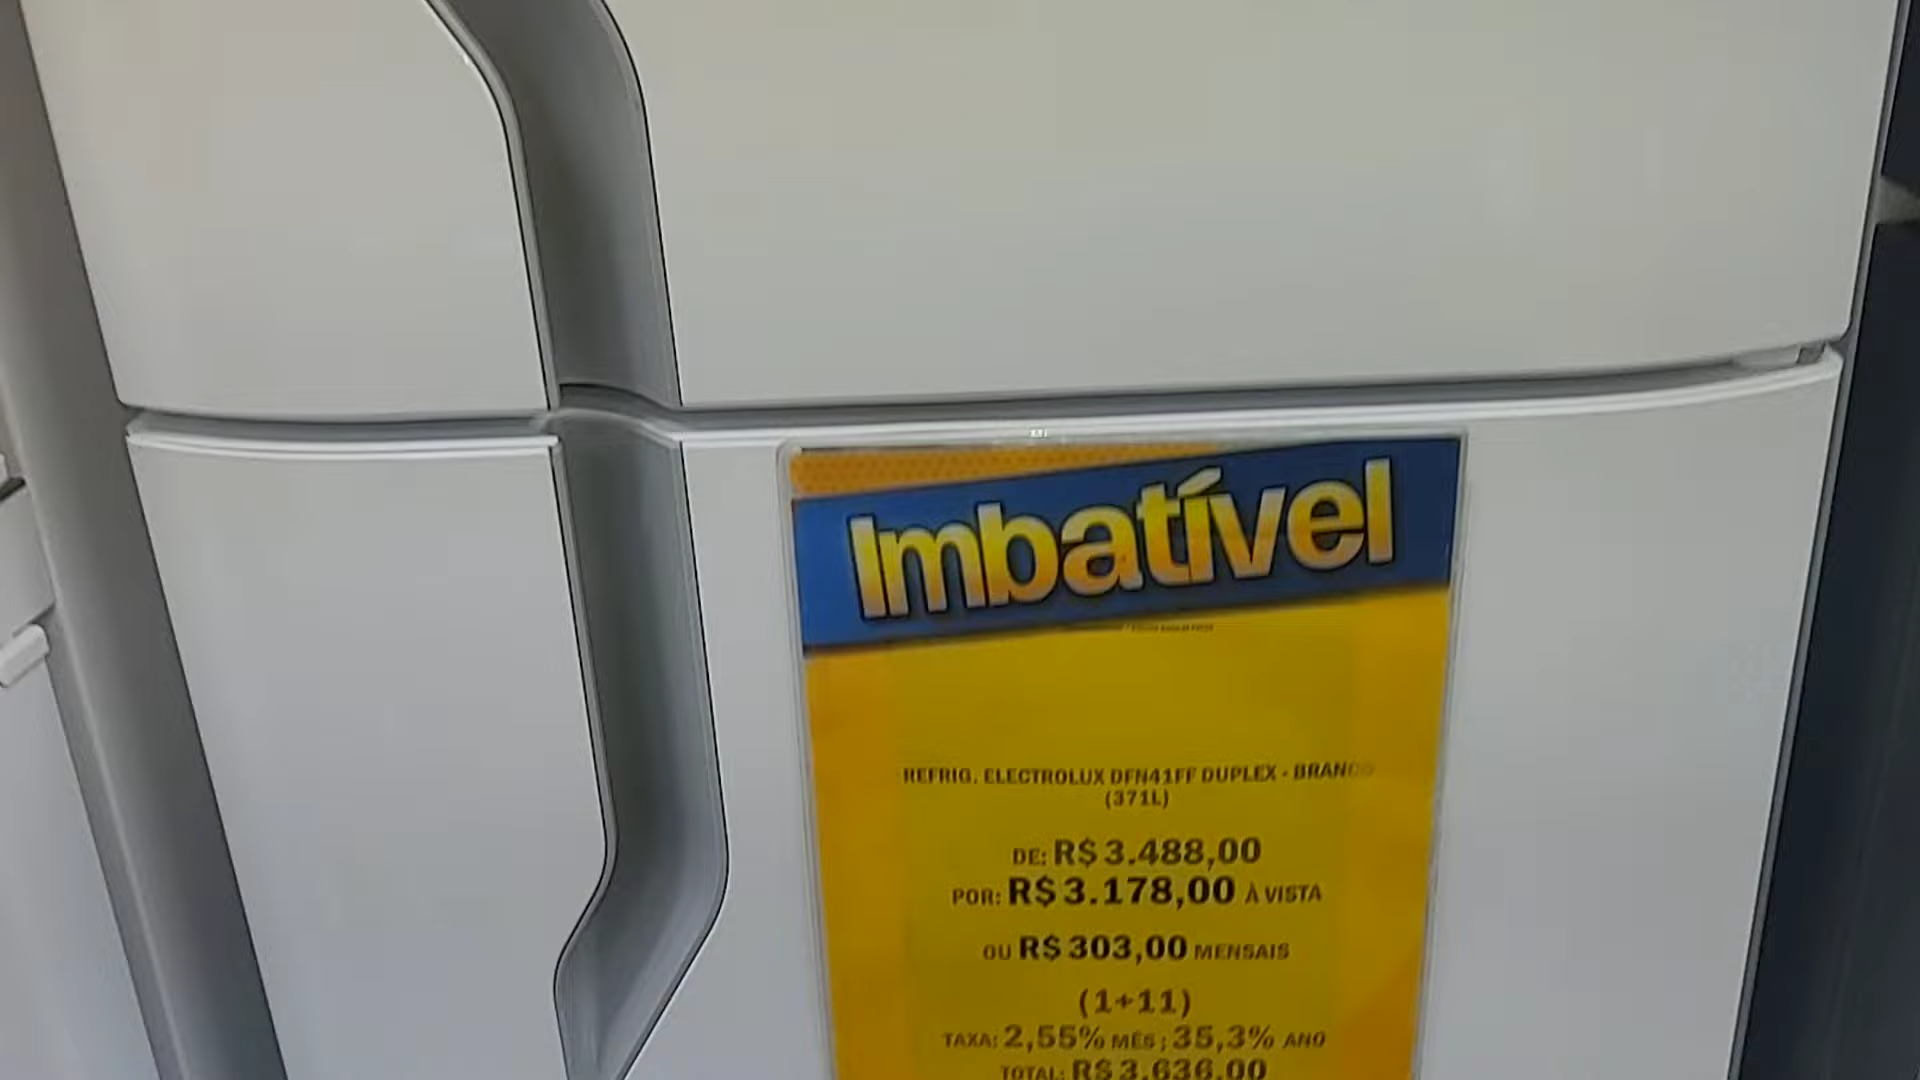 Imbatível
REFRIG. ELECTROLUX DFN41FF DUPLEX - BRANCO
(371L)
DE: R$ 3.488,00
POR: R$ 3.178,00 À VISTA
OU R$ 303,00 MENSAIS
(1+11)
TAXA: 2,55% MÊS ; 35,3% ANO
TOTAL: R$ 3.636,00